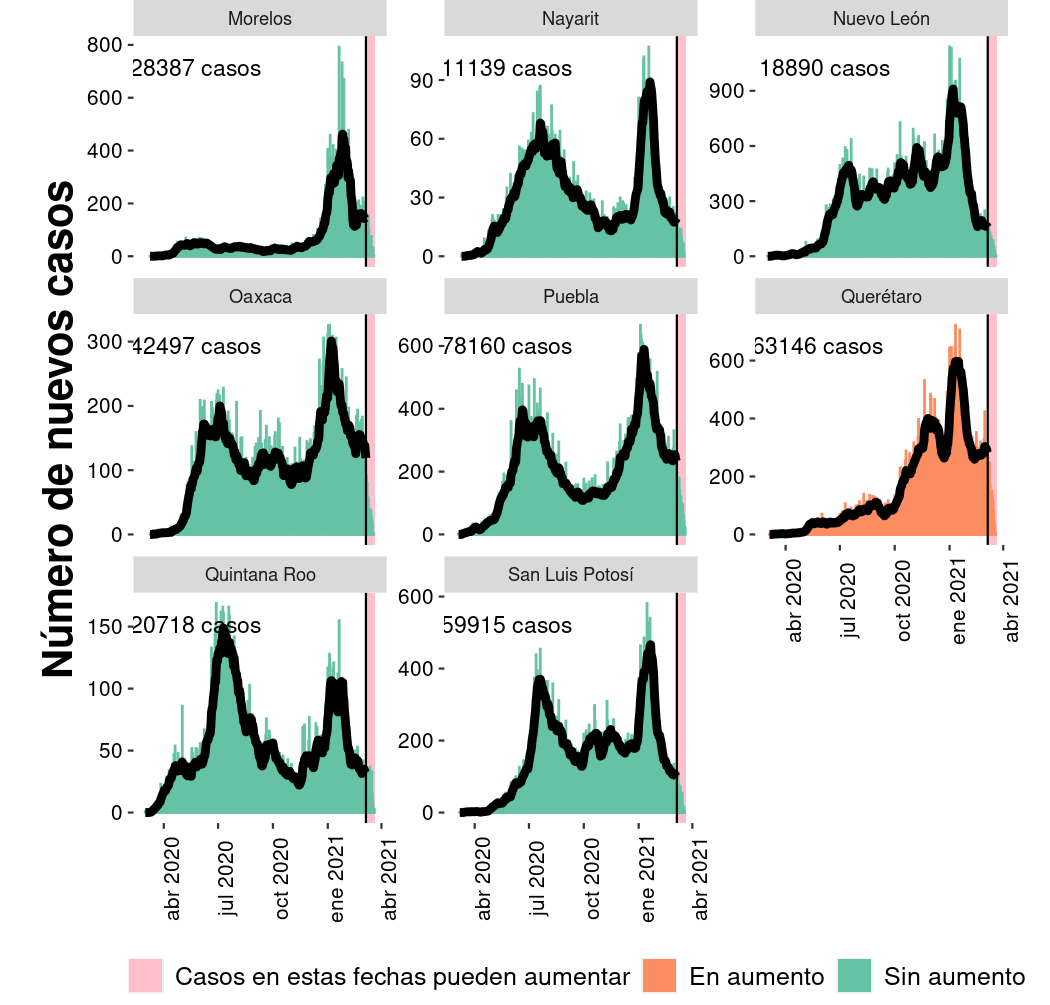 Número de nuevos casos
Morelos
Nayarit
Nuevo León
28387 casos
11139 casos
18890 casos
800
600
400
200
0
90
60
30
0
900
600
300
0
Oaxaca
Puebla
Querétaro
42497 casos
78160 casos
63146 casos
300
200
100
0
600
400
200
0
600
400
200
0
abr 2020
jul 2020
oct 2020
ene 2021
abr 2021
Quintana Roo
San Luis Potosí
20718 casos
59915 casos
150
100
50
0
600
400
200
0
abr 2020
jul 2020
oct 2020
ene 2021
abr 2021
abr 2020
jul 2020
oct 2020
ene 2021
abr 2021
Casos en estas fechas pueden aumentar
En aumento
Sin aumento